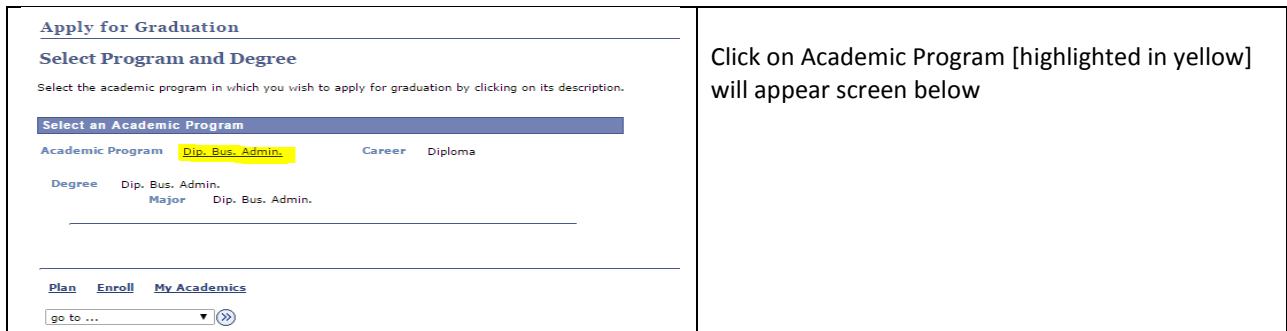 Apply for Graduation
Select Program and Degree
Select the academic program in which you wish to apply for graduation by clicking on its description.
Select an Academic Program
Academic Program Dip. Bus. Admin. Career Diploma
Degree Dip. Bus. Admin.
Major Dip. Bus. Admin.
Plan Enroll My Academics
go to ...
Click on Academic Program [highlighted in yellow]
will appear screen below